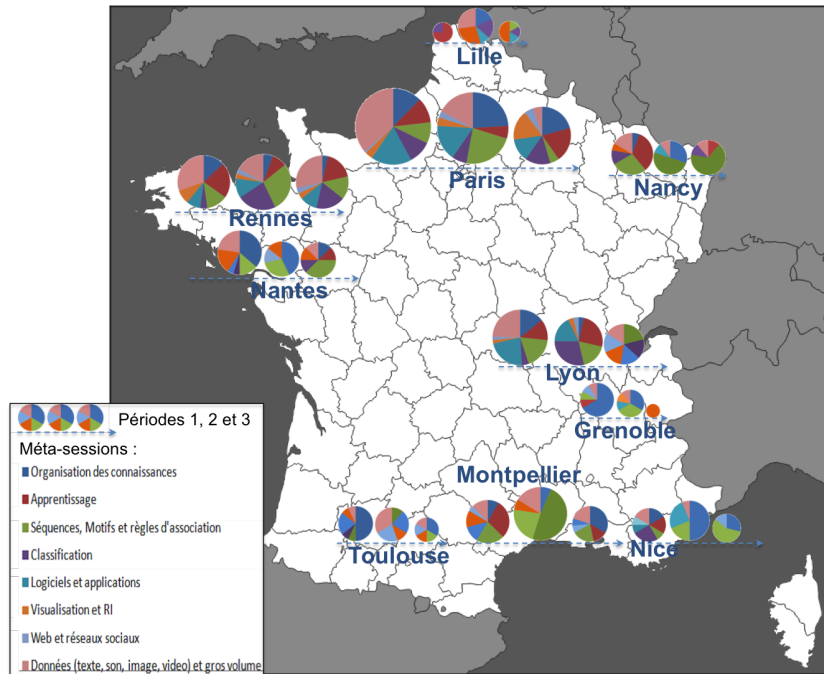 Lille
Paris
Nancy
Rennes
Nantes
Lyon
Grenoble
Montpellier
Toulouse
Nice
Périodes 1, 2 et 3
Méta-sessions :
Organisation des connaissances
Apprentissage
Séquences, Motifs et règles d'association
Classification
Logiciels et applications
Visualisation et RI
Web et réseaux sociaux
Données (texte, son, image, video) et gros volume